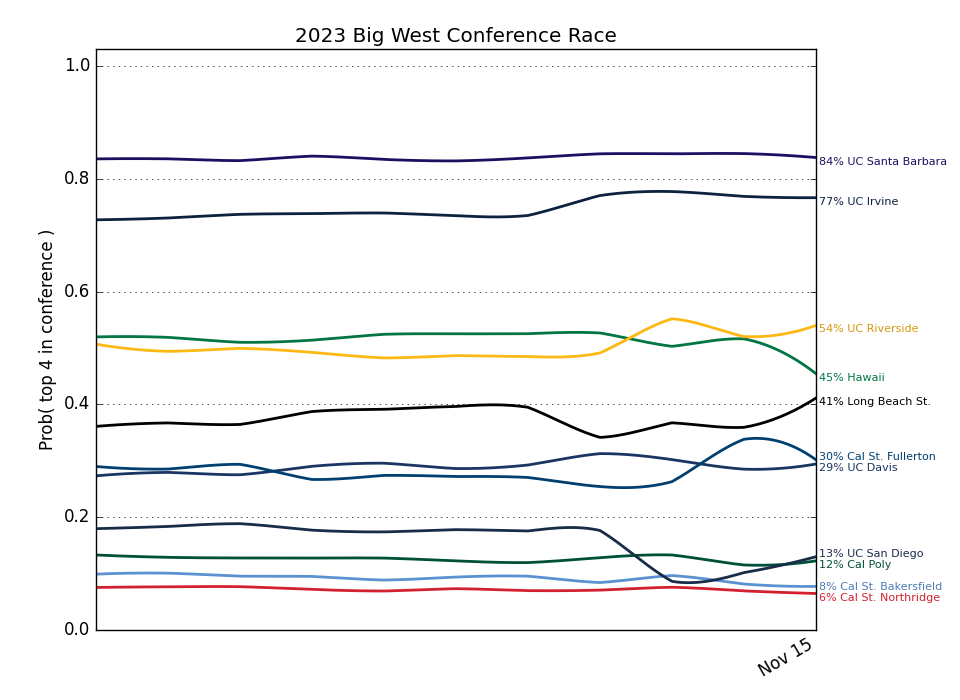 2023 Big West Conference Race
Prob( top 4 in conference )
1.0
0.8
0.6
0.4
0.2
0.0
84% UC Santa Barbara
77% UC Irvine
54% UC Riverside
45% Hawaii
41% Long Beach St.
30% Cal St. Fullerton
29% UC Davis
13% UC San Diego
12% Cal Poly
8% Cal St. Bakersfield
6% Cal St. Northridge
Nov 15